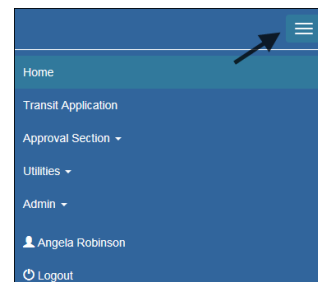 Home
Transit Application
Approval Section
Utilities
Admin
Angela Robinson
Logout